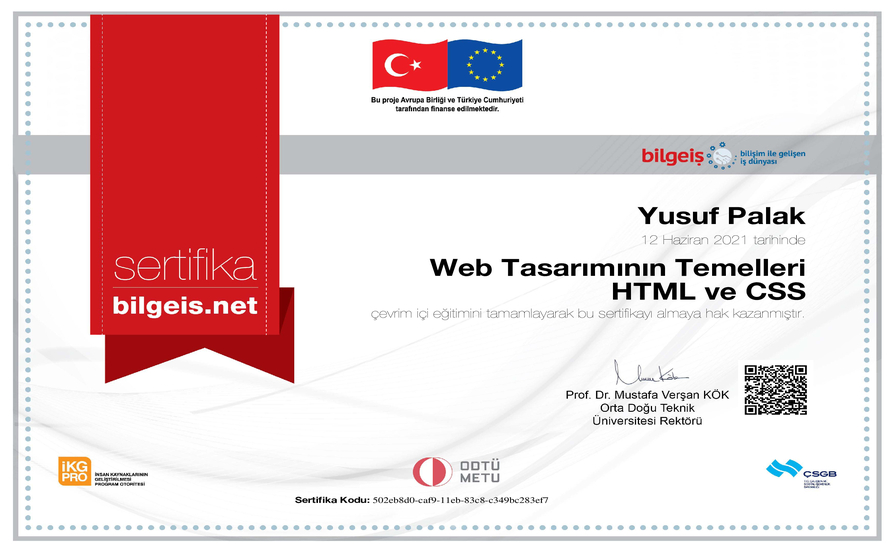 Bu proje Avrupa Birliği ve Türkiye Cumhuriyeti
tarafından finanse edilmektedir.
bilgeiş bilişim ile gelişen
iş dünyası
Yusuf Palak
12 Haziran 2021 tarihinde
Web Tasarımının Temelleri
HTML ve CSS
çevrim içi eğitimini tamamlayarak bu sertifikayı almaya hak kazanmıştır.
sertifika
bilgeis.net
Prof. Dr. Mustafa Verşan KÖK
Orta Doğu Teknik
Üniversitesi Rektörü
iKG
PRO
İNSAN KAYNAKLARININ
GELİŞTİRİLMESİ
PROGRAM OTORİTESİ
ODTÜ
METU
ÇSGB
Sertifika Kodu: 502eb8d0-caf9-11eb-83c8-c349bc283ef7